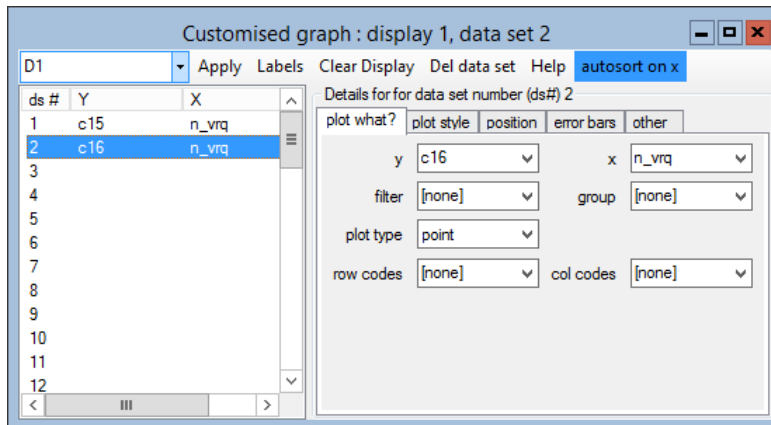 Customised graph : display 1, data set 2
D1 Apply Labels Clear Display Del data set Help autosort on x
ds # Y X
1 c15 n_vrq
2 c16 n_vrq
3
4
5
6
7
8
9
10
11
12
Details for for data set number (ds#) 2
plot what? plot style position error bars other
y c16 x n_vrq
filter [none] group [none]
plot type point
row codes [none] col codes [none]